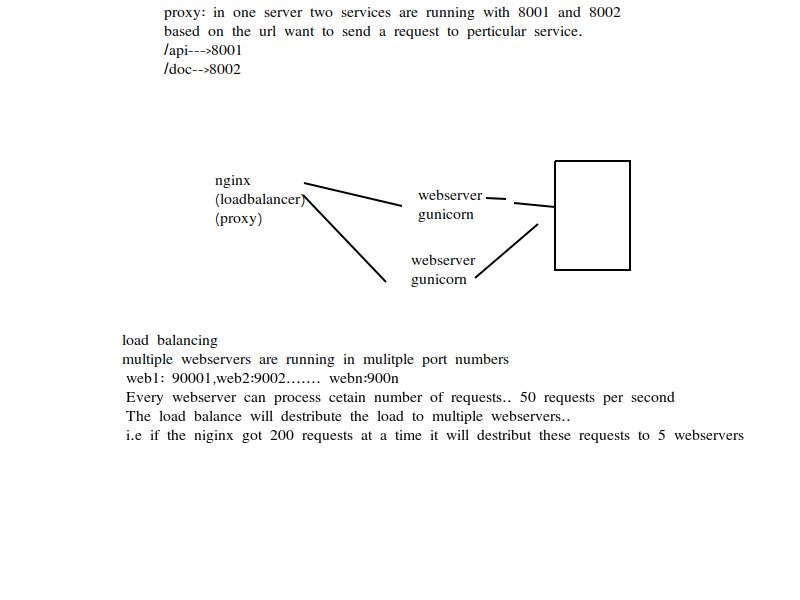 proxy: in one server two services are running with 8001 and 8002
based on the url want to send a request to perticular service.
/api--->8001
/doc-->8002
nginx
(loadbalancer)
(proxy)
webserver
gunicorn
webserver
gunicorn
load balancing
multiple webservers are running in mulitple port numbers
web1: 90001,web2:9002....... webn:900n
Every webserver can process cetain number of requests.. 50 requests per second
The load balance will destribute the load to multiple webservers..
i.e if the niginx got 200 requests at a time it will destribut these requests to 5 webservers